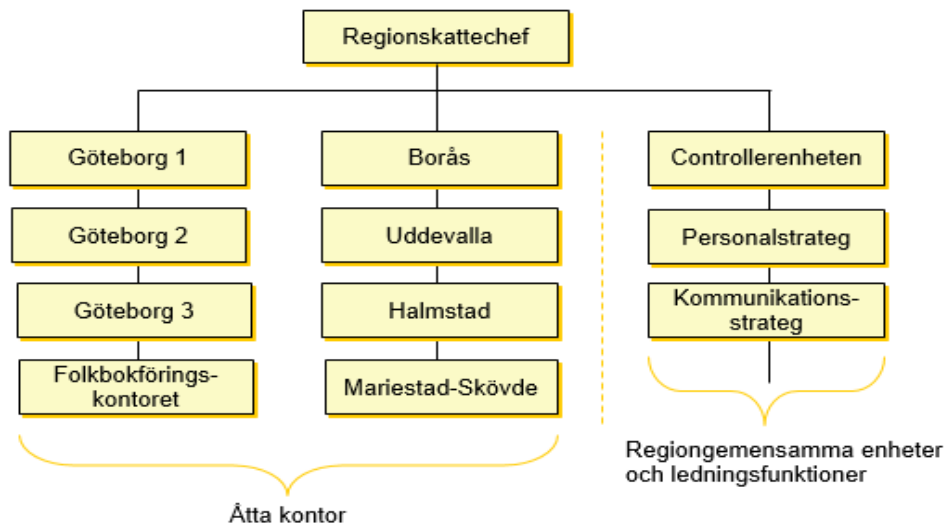 Regionskattechef
Göteborg 1
Göteborg 2
Göteborg 3
Folkbokförings-
kontoret
Borås
Uddevalla
Halmstad
Mariestad-Skövde
Åtta kontor
Controllerenheten
Personalstrateg
Kommunikations-
strateg
Regiongemensamma enheter
och ledningsfunktioner